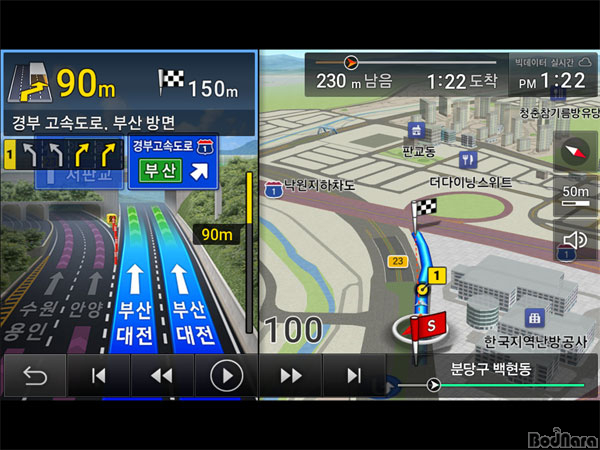 90m
150m
경부 고속도로, 부산 방면
1
서판교
경부고속도로 1
부산
90m
수원 안양 부산 부산
용인 대전 대전
230 m 남음 1:22 도착
빅데이터 실시간
PM 1:22
청춘참기름방유당
판교동
더다이닝스위트
1 낙원지하차도
50m
23
1
S
100
한국지역난방공사
분당구 백현동
BodNara